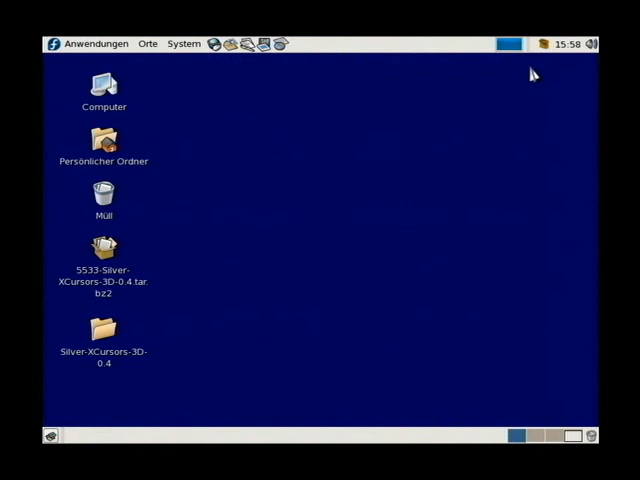 Anwendungen Orte System 15:58
Computer
Persönlicher Ordner
Müll
5533-Silver-
XCursors-3D-0.4.tar.
bz2
Silver-XCursors-3D-
0.4